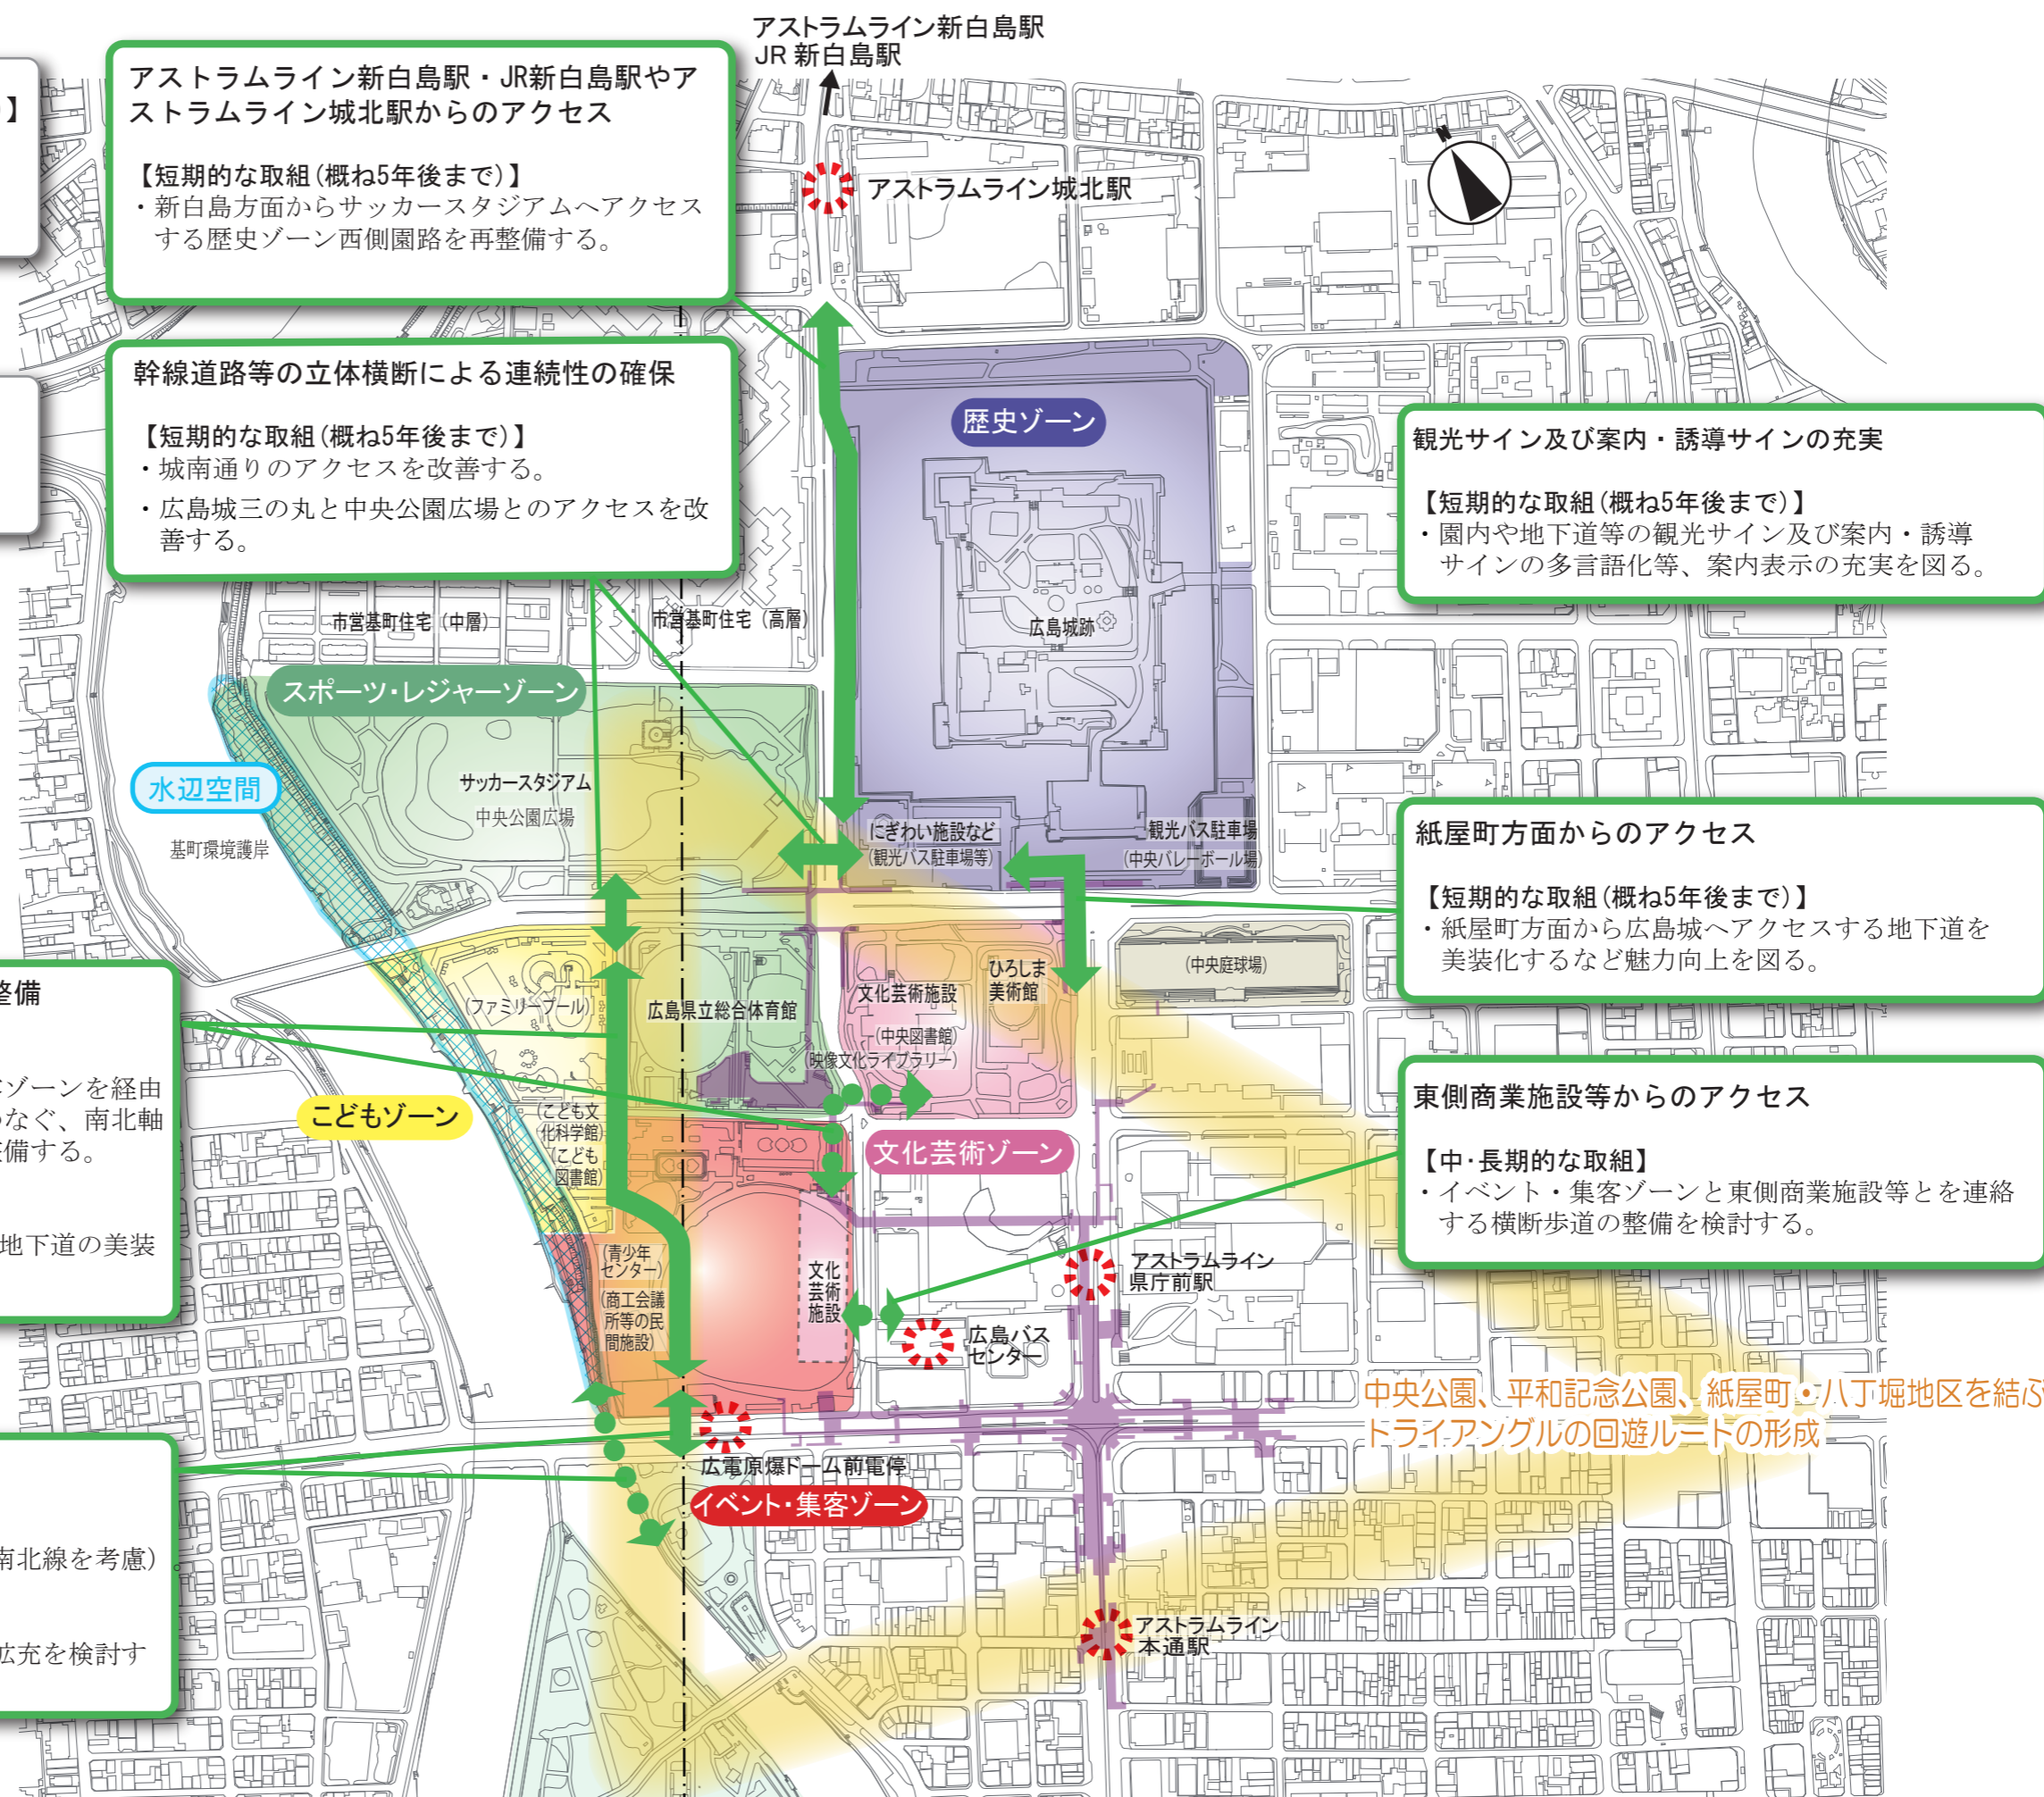 アストラムライン新白島駅
JR 新白島駅
】
アストラムライン新白島駅・JR新白島駅やア
ストラムライン城北駅からのアクセス
【短期的な取組(概ね5年後まで)】
・新白島方面からサッカースタジアムへアクセス
する歴史ゾーン西側園路を再整備する。
アストラムライン城北駅
N
幹線道路等の立体横断による連続性の確保
【短期的な取組(概ね5年後まで)】
・城南通りのアクセスを改善する。
・広島城三の丸と中央公園広場とのアクセスを改
善する。
歴史ゾーン
観光サイン及び案内・誘導サインの充実
【短期的な取組(概ね5年後まで)】
・園内や地下道等の観光サイン及び案内・誘導
サインの多言語化等、案内表示の充実を図る。
市営基町住宅（中層）
市営基町住宅（高層）
広島城跡
スポーツ・レジャーゾーン
水辺空間
基町環境護岸
サッカースタジアム
中央公園広場
にぎわい施設など
（観光バス駐車場等）
観光バス駐車場
（中央バレーボール場）
紙屋町方面からのアクセス
【短期的な取組(概ね5年後まで)】
・紙屋町方面から広島城へアクセスする地下道を
美装化するなど魅力向上を図る。
（ファミリープール）
広島県立総合体育館
文化芸術施設
（中央図書館）
（映像文化ライブラリー）
ひろしま
美術館
（中央庭球場）
整備
ゾーンを経由
つなぐ、南北軸
備する。
地下道の美装
こどもゾーン
（こども文
化科学館）
（こども
図書館）
文化芸術ゾーン
東側商業施設等からのアクセス
【中・長期的な取組】
・イベント・集客ゾーンと東側商業施設等とを連絡
する横断歩道の整備を検討する。
（青少年
センター）
（商工会議
所等の民
間施設）
文化
芸術
施設
アストラムライン
県庁前駅
広島バス
センター
中央公園、平和記念公園、紙屋町・八丁堀地区を結ぶ
トライアングルの回遊ルートの形成
広電原爆ドーム前電停
イベント・集客ゾーン
南北線を考慮）。
拡充を検討す
アストラムライン
本通駅